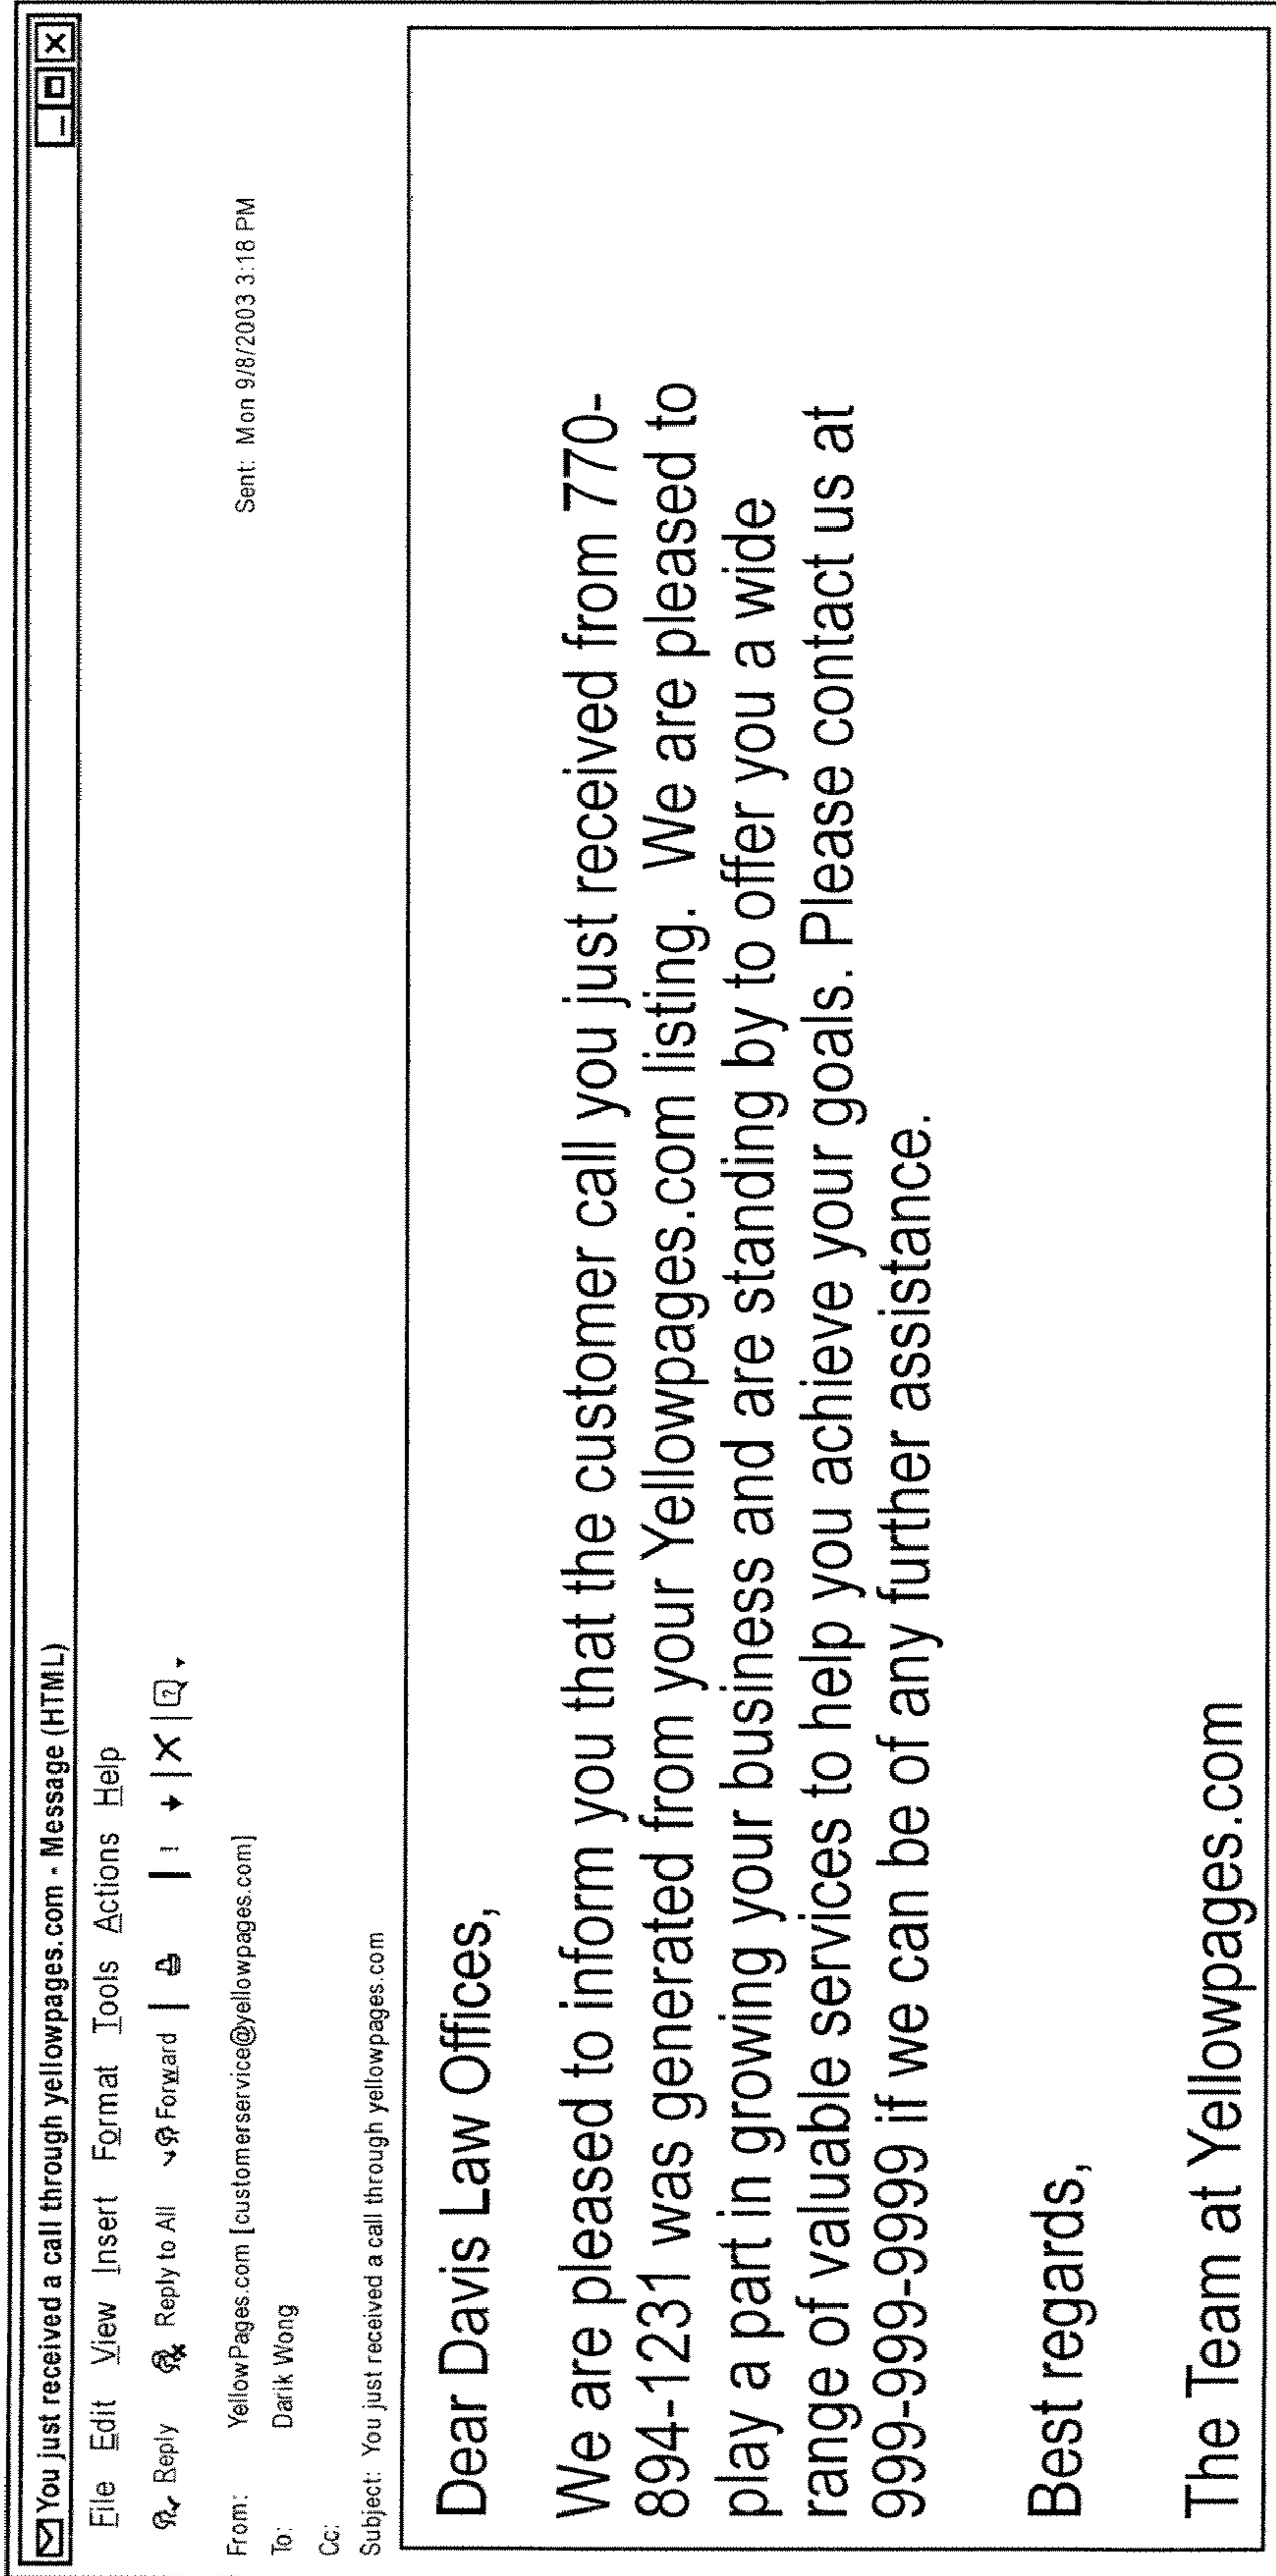 You just received a call through yellowpages.com - Message (HTML)
File Edit View Insert Format Tools Actions Help
Reply Reply to All Forward
From: YellowPages.com [customerservice@yellowpages.com] Sent: Mon 9/8/2003 3:18 PM
To: Darik Wong
Cc:
Subject: You just received a call through yellowpages.com
Dear Davis Law Offices,
We are pleased to inform you that the customer call you just received from 770-
894-1231 was generated from your Yellowpages.com listing. We are pleased to
play a part in growing your business and are standing by to offer you a wide
range of valuable services to help you achieve your goals. Please contact us at
999-999-9999 if we can be of any further assistance.
Best regards,
The Team at Yellowpages.com